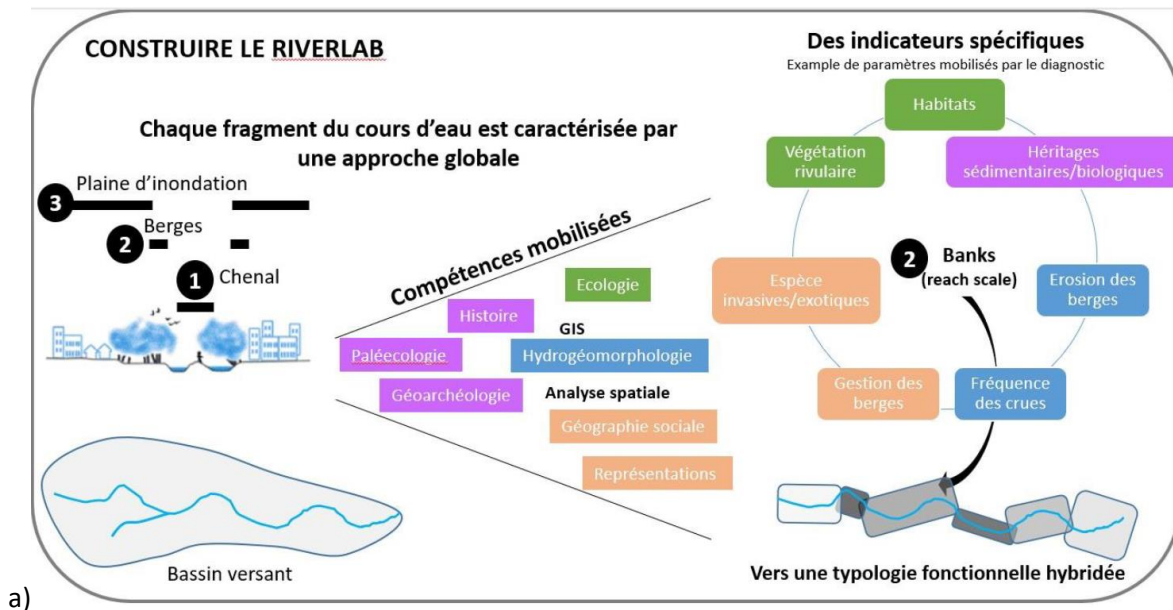 CONSTRUIRE LE RIVERLAB
Chaque fragment du cours d'eau est caractérisée par
une approche globale
3
Plaine d'inondation
2
Berges
1
Chenal
Bassin versant
Compétences mobilisées
Ecologie
Histoire
GIS
Paléecologie
Hydrogéomorphologie
Géoarchéologie
Analyse spatiale
Géographie sociale
Représentations
Des indicateurs spécifiques
Example de paramètres mobilisés par le diagnostic
Habitats
Végétation
rivulaire
Héritages
sédimentaires/biologiques
2
Banks
(reach scale)
Espèce
invasives/exotiques
Erosion des
berges
Gestion des
berges
Fréquence
des crues
Vers une typologie fonctionnelle hybridée
a)